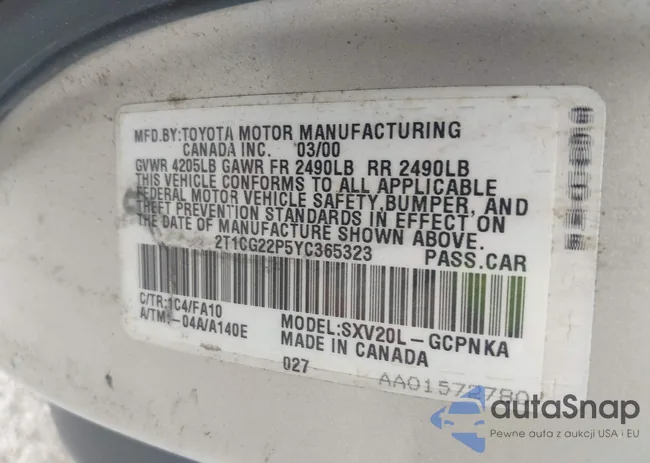 MFD.BY:TOYOTA MOTOR MANUFACTURING
CANADA INC. '03/00
GVWR 4205LB GAWR FR 2490LB RR 2490LB
THIS VEHICLE CONFORMS TO ALL APPLICABLE
FEDERAL MOTOR VEHICLE SAFETY,BUMPER, AND
THEFT PREVENTION STANDARDS IN EFFECT ON
THE DATE OF MANUFACTURE SHOWN ABOVE.
2T1CG22P5YC365323 PASS.CAR
C/TR:1C4/FA10
A/TM:-04A/A140E
MODEL:SXV20L-GCPNKA
MADE IN CANADA
027
autaSnap
Pewne auta z aukcji USA i EU